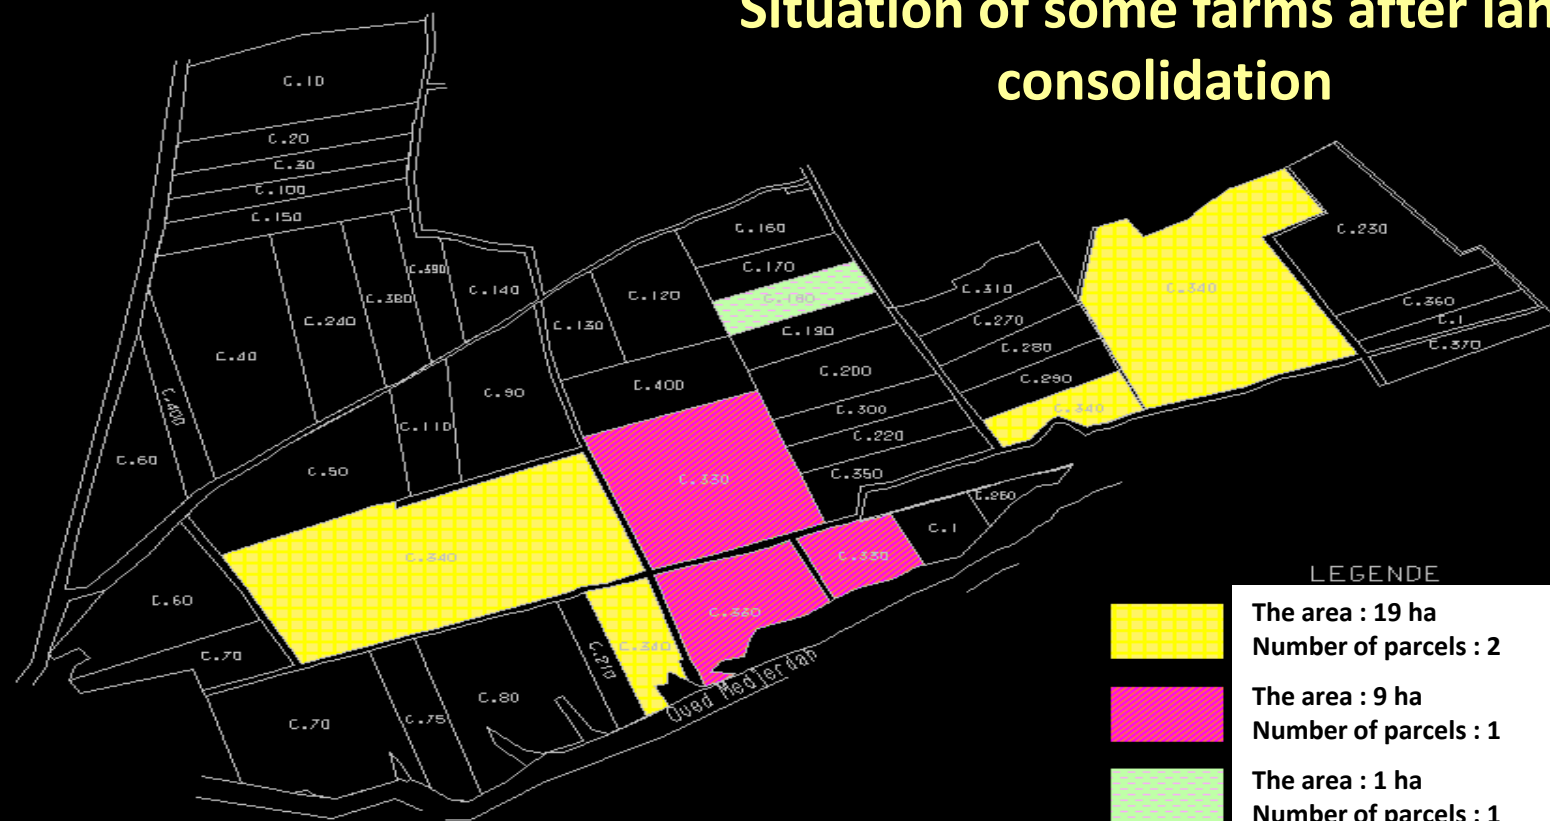 Situation of some farms after lan
consolidation
C.10
C.20
C.30
C.100
C.150
C.390
C.380
C.140
C.240
C.40
C.400
C.60
C.50
C.110
C.90
C.130
C.120
C.160
C.170
C.180
C.190
C.200
C.300
C.220
C.350
C.400
C.330
C.310
C.270
C.280
C.290
C.340
C.340
C.230
C.360
C.1
C.370
C.260
C.1
C.330
C.330
C.340
C.340
C.210
C.60
C.70
C.70
C.75
C.80
Oued Medjerdah
LEGENDE
The area : 19 ha
Number of parcels : 2
The area : 9 ha
Number of parcels : 1
The area : 1 ha
Number of parcels : 1